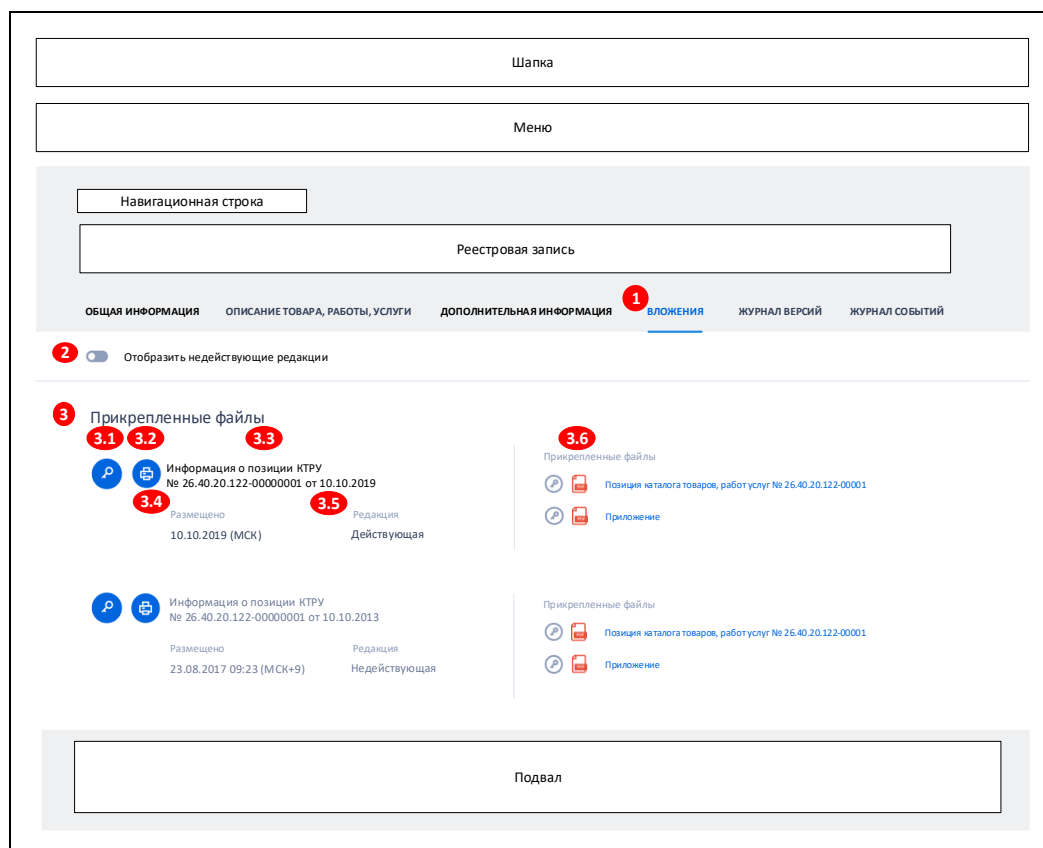 Шапка
Меню
Навигационная строка
Реестровая запись
1
ОБЩАЯ ИНФОРМАЦИЯ ОПИСАНИЕ ТОВАРА, РАБОТЫ, УСЛУГИ ДОПОЛНИТЕЛЬНАЯ ИНФОРМАЦИЯ ВЛОЖЕНИЯ ЖУРНАЛ ВЕРСИЙ ЖУРНАЛ СОБЫТИЙ
2 Отобразить недействующие редакции
3 Прикрепленные файлы
3.1 3.2 3.3
Информация о позиции КТРУ
№ 26.40.20.122-00000001 от 10.10.2019
3.4 3.5
Размещено Редакция
10.10.2019 (МСК) Действующая
3.6
Прикрепленные файлы
Позиция каталога товаров, работ услуг № 26.40.20.122-00001
Приложение
Информация о позиции КТРУ
№ 26.40.20.122-00000001 от 10.10.2013
Размещено Редакция
23.08.2017 09:23 (МСК+9) Недействующая
Прикрепленные файлы
Позиция каталога товаров, работ услуг № 26.40.20.122-00001
Приложение
Подвал